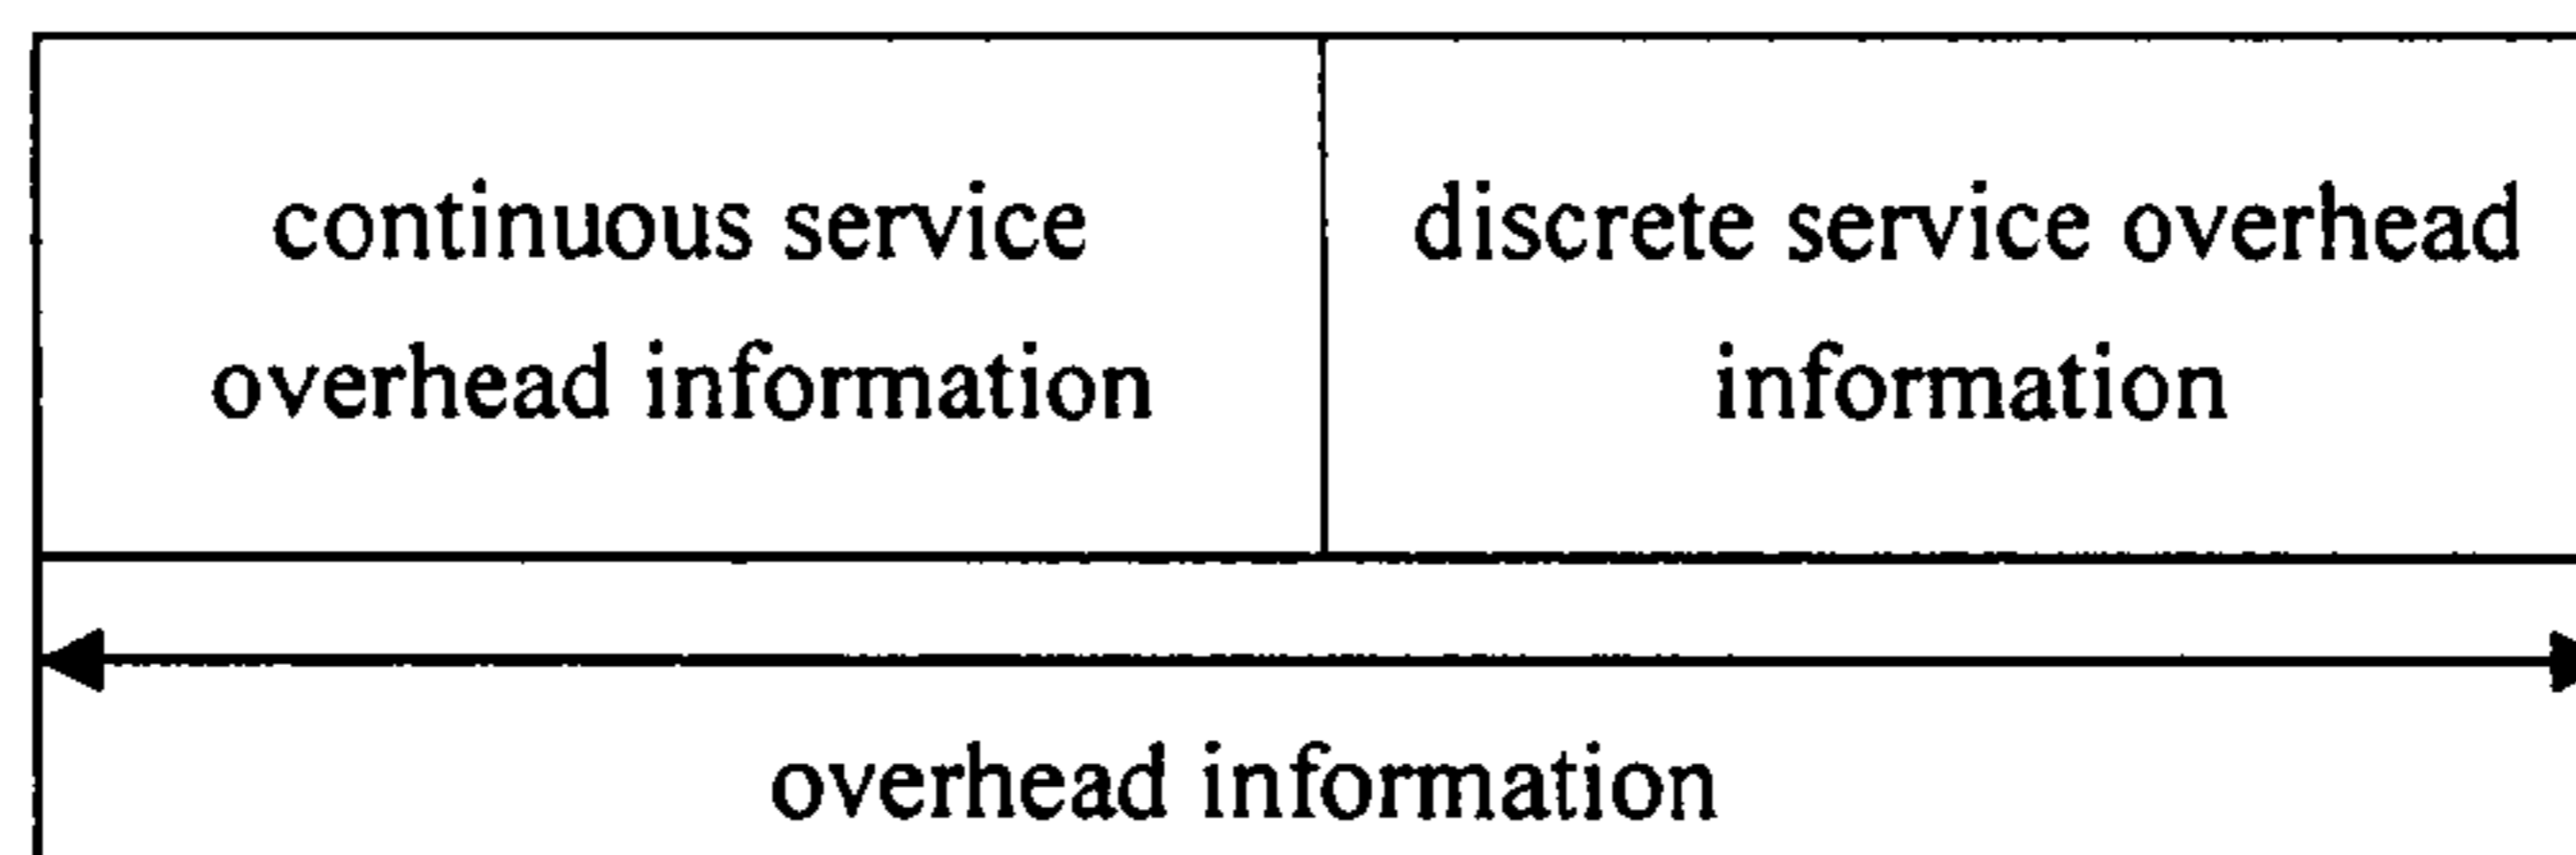 continuous service
overhead information
discrete service overhead
information
overhead information